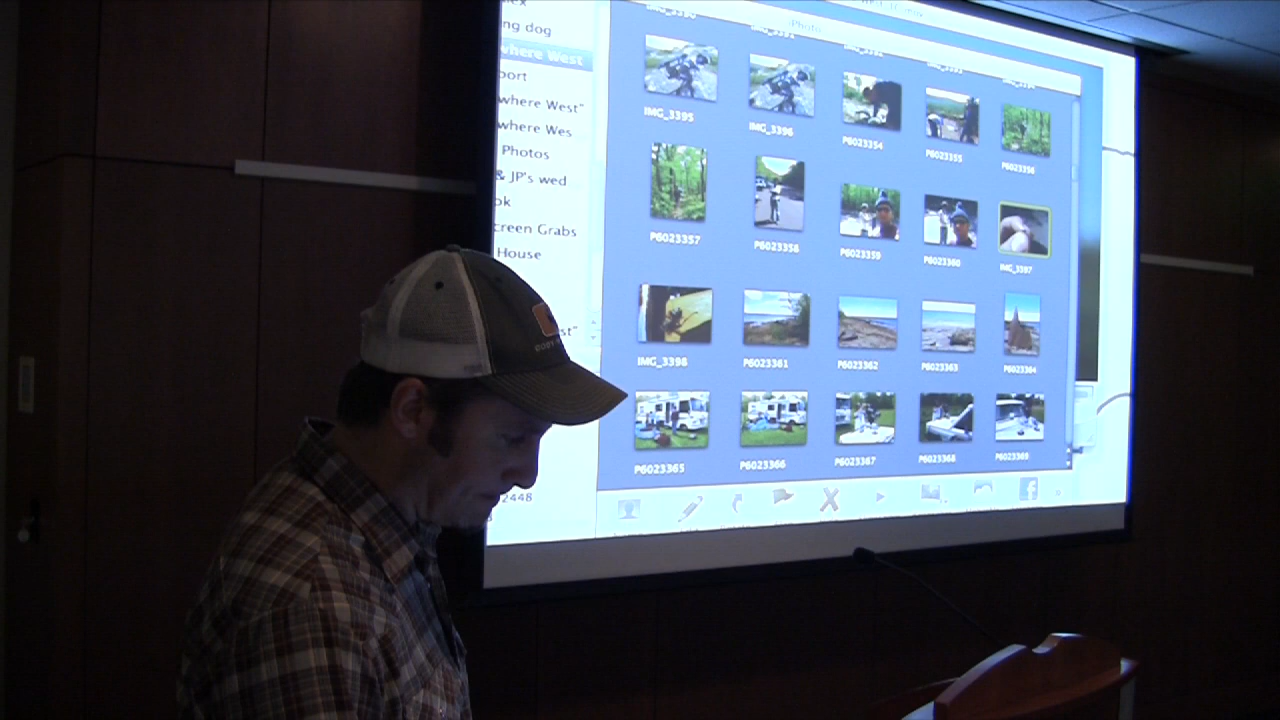 ng dog
where West
port
where West"
where Wes
Photos
& JP's wed
ok
creen Grabs
House
st"
2448
iPhoto
IMG_3395
IMG_3396
P6023354
P6023355
P6023356
P6023357
P6023358
P6023359
P6023360
IMG_3397
IMG_3398
P6023361
P6023362
P6023363
P6023364
P6023365
P6023366
P6023367
P6023368
P6023369